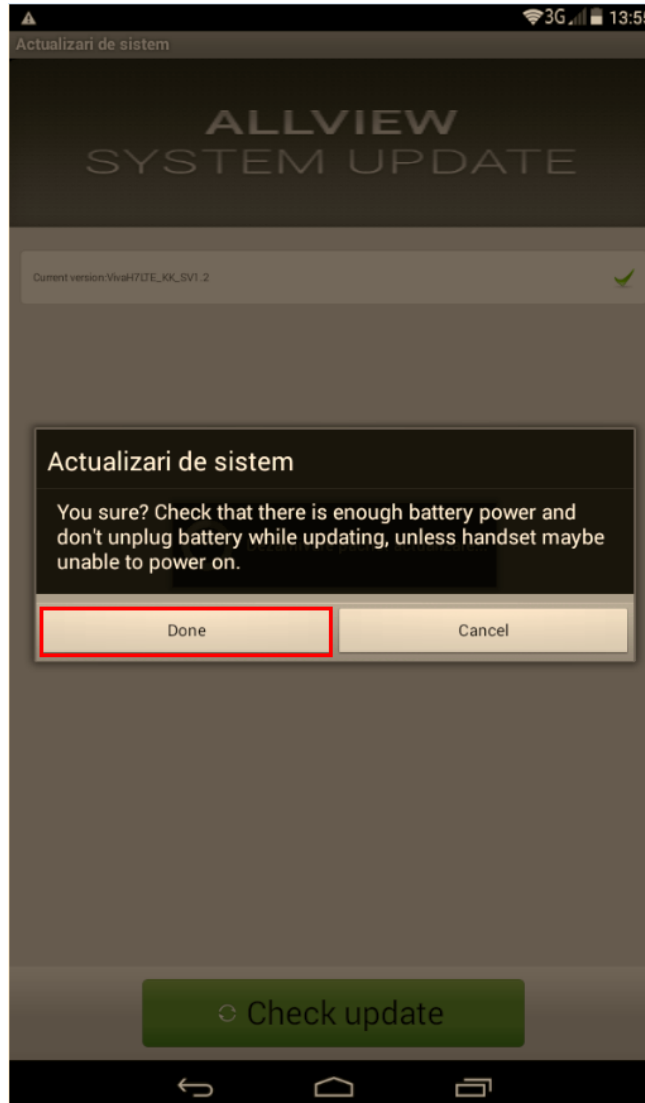 3G 13:55
Actualizari de sistem
ALLVIEW
SYSTEM UPDATE
Current version:VivaH7LTE_KK_SV1.2
Actualizari de sistem
You sure? Check that there is enough battery power and
don't unplug battery while updating, unless handset maybe
unable to power on.
Done
Cancel
Check update